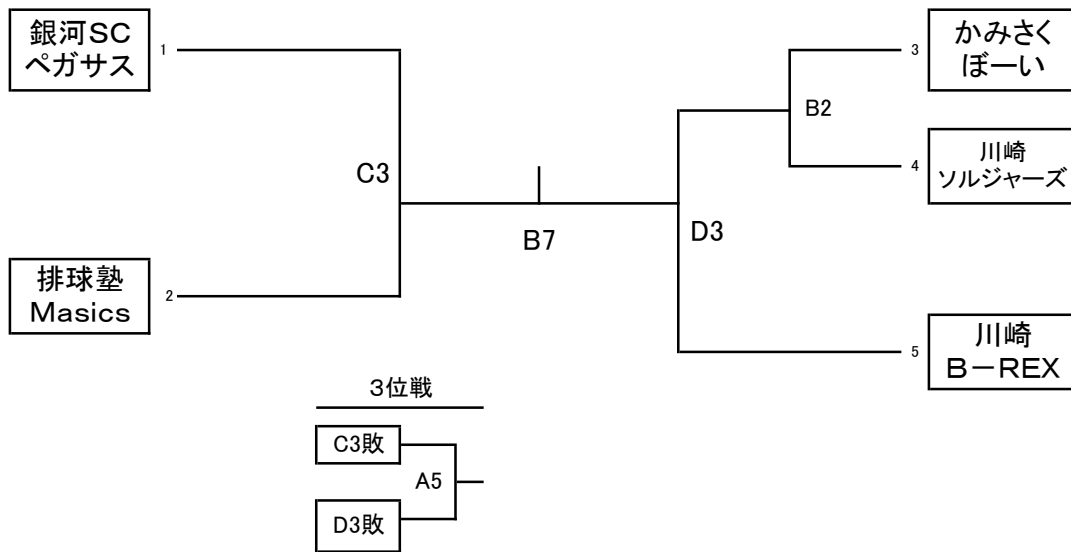 銀河SC
ペガサス
1
排球塾
Masics
2
C3
B7
かみさく
ぼーい
3
B2
川崎
ソルジャーズ
4
D3
川崎
B－REX
5
3位戦
C3敗
A5
D3敗